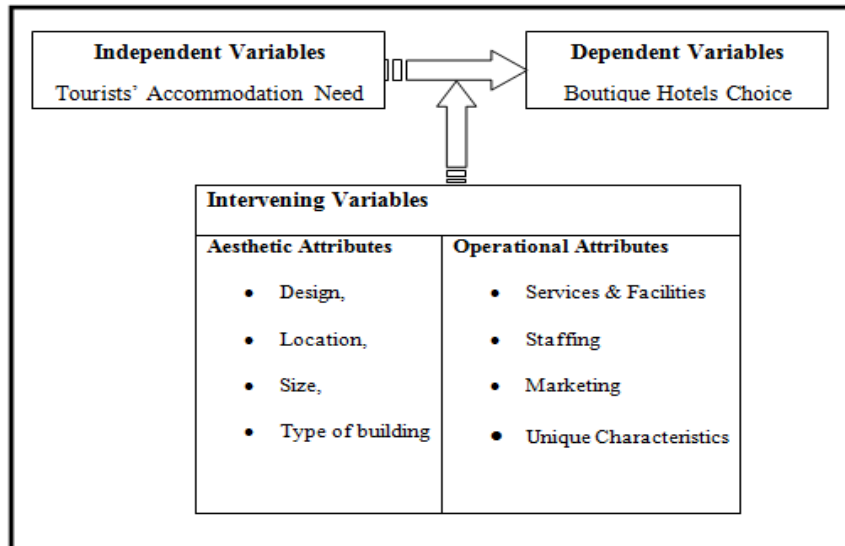 Independent Variables
Tourists’ Accommodation Need
Dependent Variables
Boutique Hotels Choice
Intervening Variables
Aesthetic Attributes
• Design,
• Location,
• Size,
• Type of building
Operational Attributes
• Services & Facilities
• Staffing
• Marketing
• Unique Characteristics